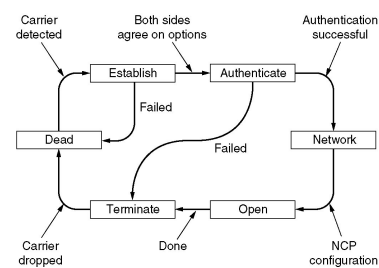 Carrier
detected
Both sides
agree on options
Authentication
successful
Establish
Authenticate
Failed
Dead
Failed
Network
Terminate
Open
Carrier
dropped
Done
NCP
configuration